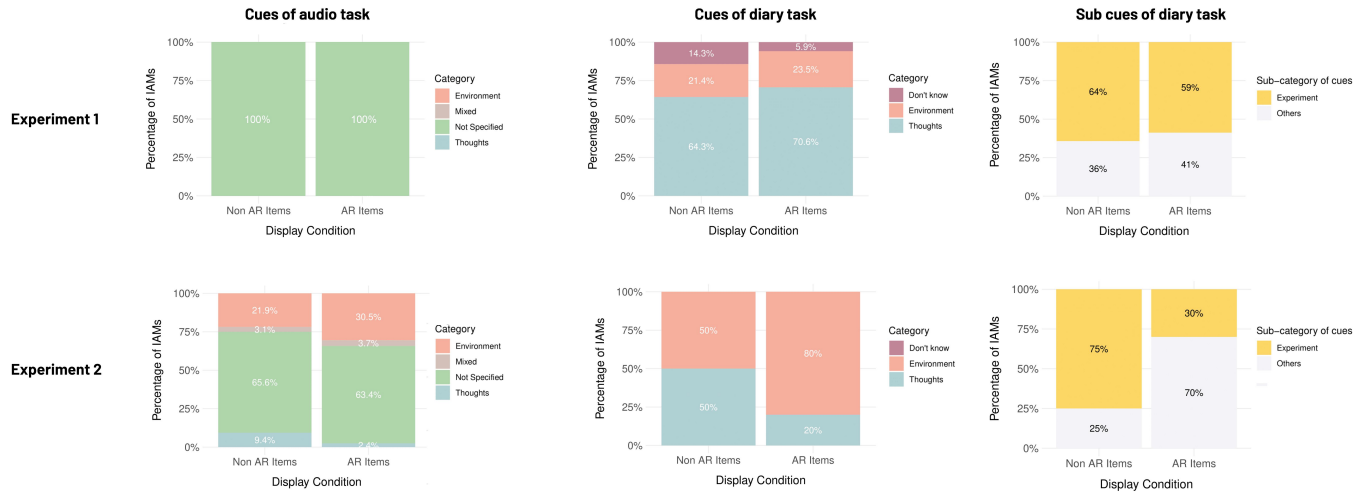 Cues of audio task
Cues of diary task
Sub cues of diary task
Experiment 1
Percentage of IAMs
100%
75%
50%
25%
0%
100%
100%
Non AR Items
AR Items
Display Condition
Category
Environment
Mixed
Not Specified
Thoughts
Percentage of IAMs
100%
75%
50%
25%
0%
14.3%
21.4%
64.3%
5.9%
23.5%
70.6%
Non AR Items
AR Items
Display Condition
Category
Don't know
Environment
Thoughts
Percentage of IAMs
100%
75%
50%
25%
0%
64%
36%
59%
41%
Non AR Items
AR Items
Display Condition
Sub-category of cues
Experiment
Others
Experiment 2
Percentage of IAMs
100%
75%
50%
25%
0%
21.9%
3.1%
65.6%
9.4%
30.5%
3.7%
63.4%
2.4%
Non AR Items
AR Items
Display Condition
Category
Environment
Mixed
Not Specified
Thoughts
Percentage of IAMs
100%
75%
50%
25%
0%
50%
50%
80%
20%
Non AR Items
AR Items
Display Condition
Category
Don't know
Environment
Thoughts
Percentage of IAMs
100%
75%
50%
25%
0%
75%
25%
30%
70%
Non AR Items
AR Items
Display Condition
Sub-category of cues
Experiment
Others